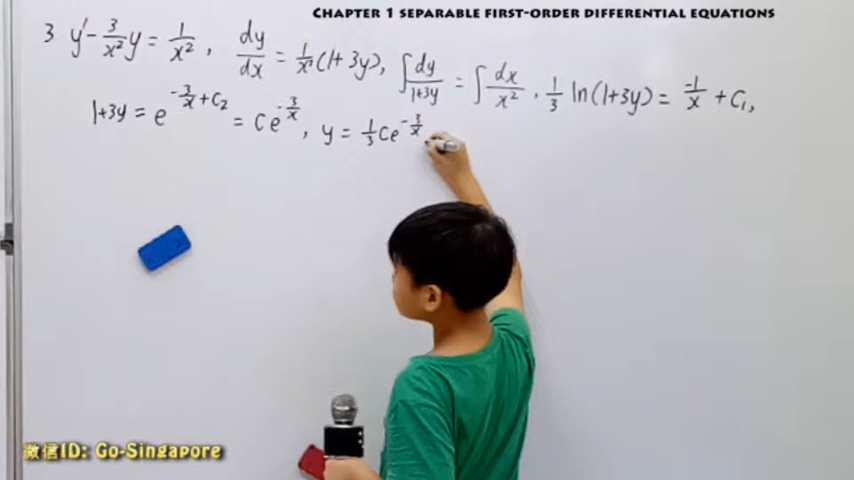 CHAPTER 1 SEPARABLE FIRST-ORDER DIFFERENTIAL EQUATIONS
3. y' - 3/x² y = 1/x², dy/dx = 1/x²(1+3y), ∫ dy/(1+3y) = ∫ dx/x², 1/3 ln(1+3y) = -1/x + C₁,
1+3y = e^(-3/x + C₂) = Ce^(-3/x), y = 1/3 Ce^(-3/x)
微信ID: Go-Singapore